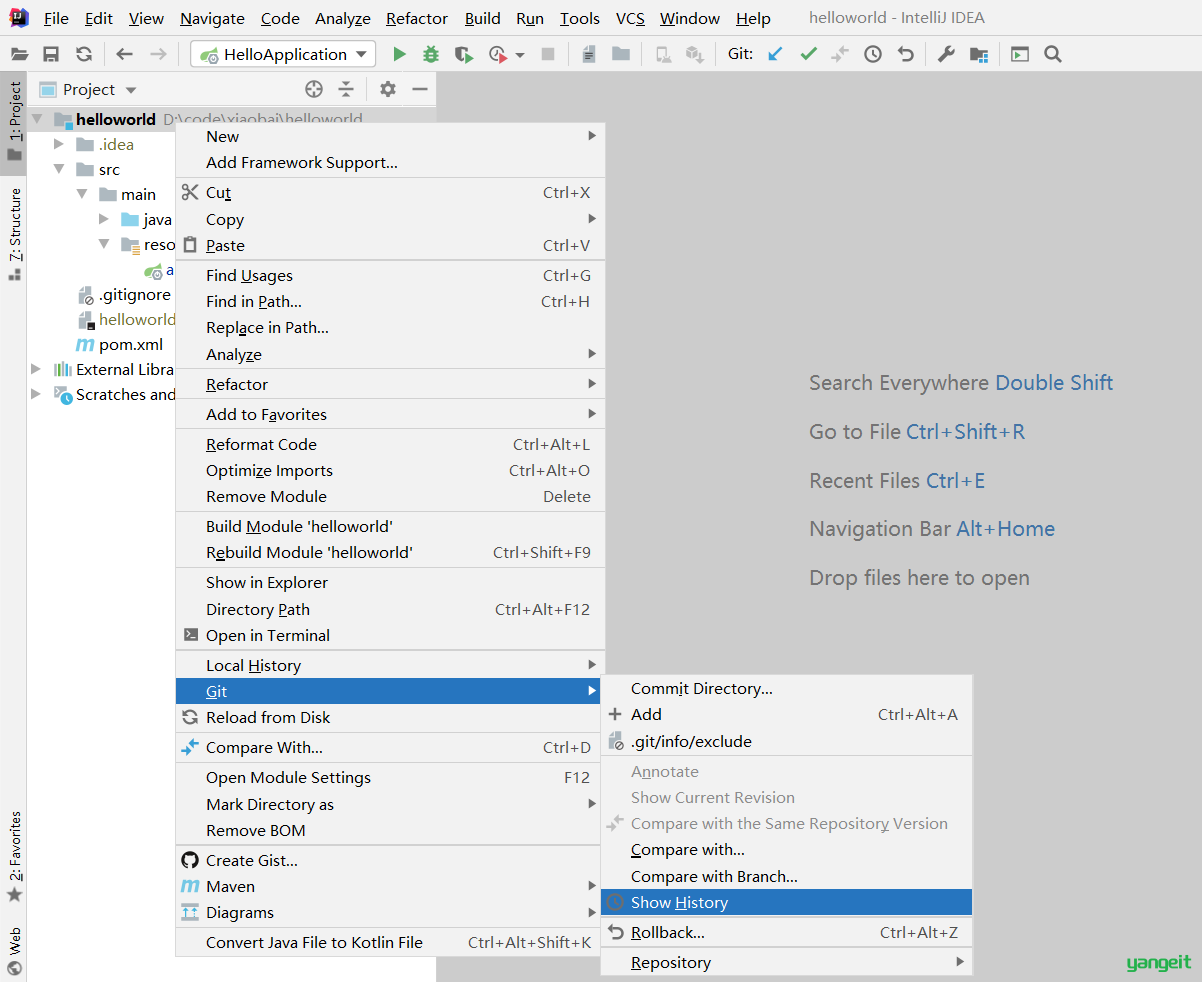 File Edit View Navigate Code Analyze Refactor Build Run Tools VCS Window Help helloworld - IntelliJ IDEA
HelloApplication Git:
1: Project
7: Structure
2: Favorites
Web
Project
helloworld D:\code\xiaobai\helloworld
.idea
src
main
java
reso
a
.gitignore
helloworld
pom.xml
External Libra
Scratches and
New
Add Framework Support...
Cut Ctrl+X
Copy
Paste Ctrl+V
Find Usages Ctrl+G
Find in Path... Ctrl+H
Replace in Path...
Analyze
Refactor
Add to Favorites
Reformat Code Ctrl+Alt+L
Optimize Imports Ctrl+Alt+O
Remove Module Delete
Build Module 'helloworld'
Rebuild Module 'helloworld' Ctrl+Shift+F9
Show in Explorer
Directory Path Ctrl+Alt+F12
Open in Terminal
Local History
Git
Reload from Disk
Compare With... Ctrl+D
Open Module Settings F12
Mark Directory as
Remove BOM
Create Gist...
Maven
Diagrams
Convert Java File to Kotlin File Ctrl+Alt+Shift+K
Commit Directory...
Add Ctrl+Alt+A
.git/info/exclude
Annotate
Show Current Revision
Compare with the Same Repository Version
Compare with...
Compare with Branch...
Show History
Rollback... Ctrl+Alt+Z
Repository
Search Everywhere Double Shift
Go to File Ctrl+Shift+R
Recent Files Ctrl+E
Navigation Bar Alt+Home
Drop files here to open
yangeit